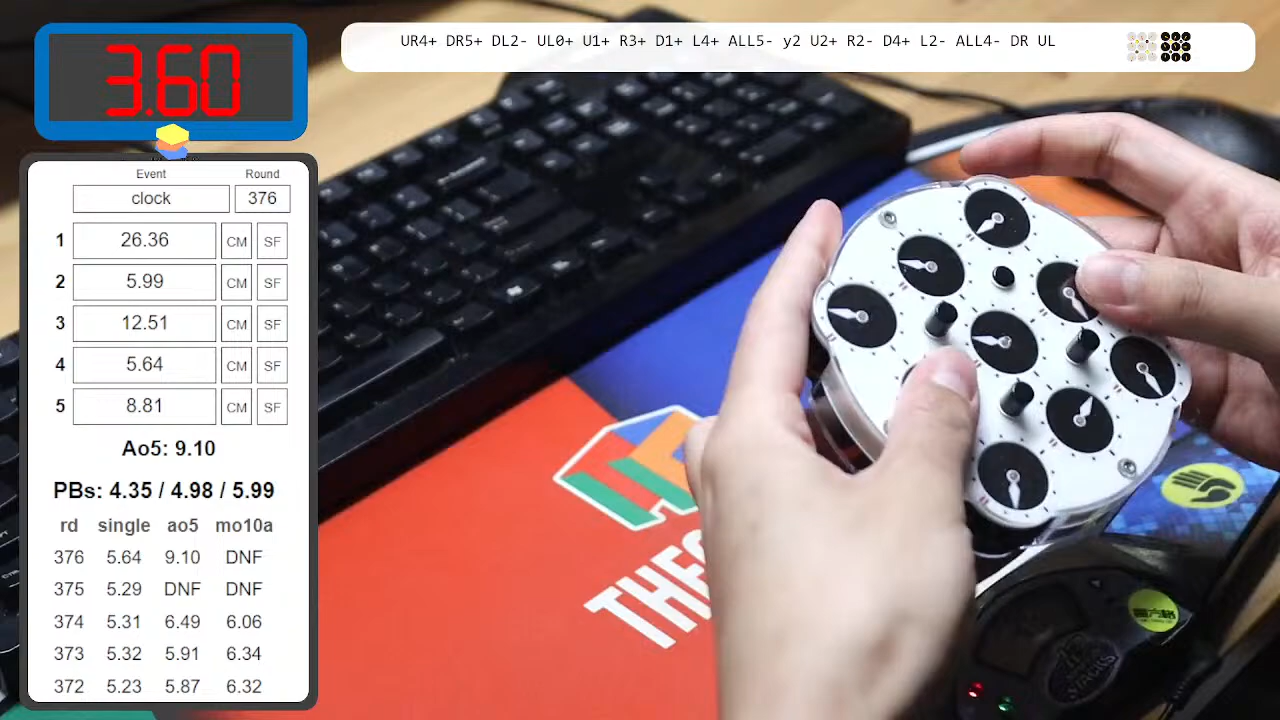 3.60
UR4+ DR5+ DL2- UL0+ U1+ R3+ D1+ L4+ ALL5- y2 U2+ R2- D4+ L2- ALL4- DR UL
Event Round
clock 376
1 26.36 CM SF
2 5.99 CM SF
3 12.51 CM SF
4 5.64 CM SF
5 8.81 CM SF
Ao5: 9.10
PBs: 4.35 / 4.98 / 5.99
rd single ao5 mo10a
376 5.64 9.10 DNF
375 5.29 DNF DNF
374 5.31 6.49 6.06
373 5.32 5.91 6.34
372 5.23 5.87 6.32
STACKS